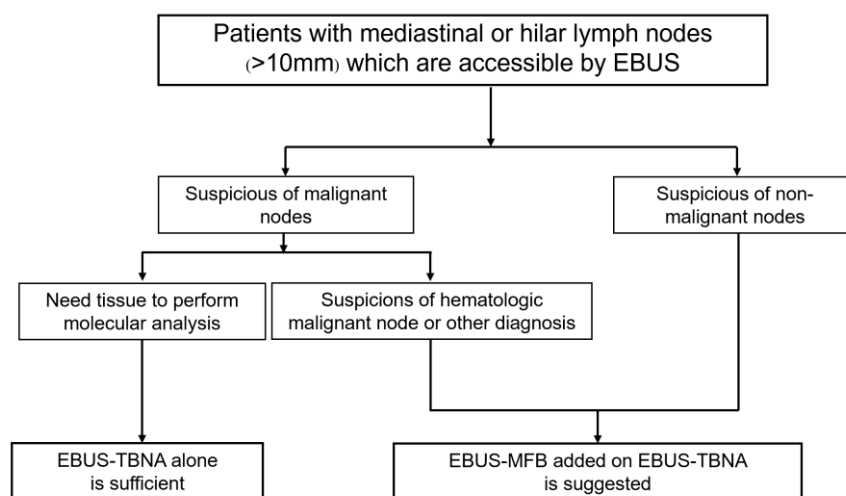 Patients with mediastinal or hilar lymph nodes
(>10mm) which are accessible by EBUS
Suspicious of malignant
nodes
Suspicious of non-
malignant nodes
Need tissue to perform
molecular analysis
Suspicions of hematologic
malignant node or other diagnosis
EBUS-TBNA alone
is sufficient
EBUS-MFB added on EBUS-TBNA
is suggested